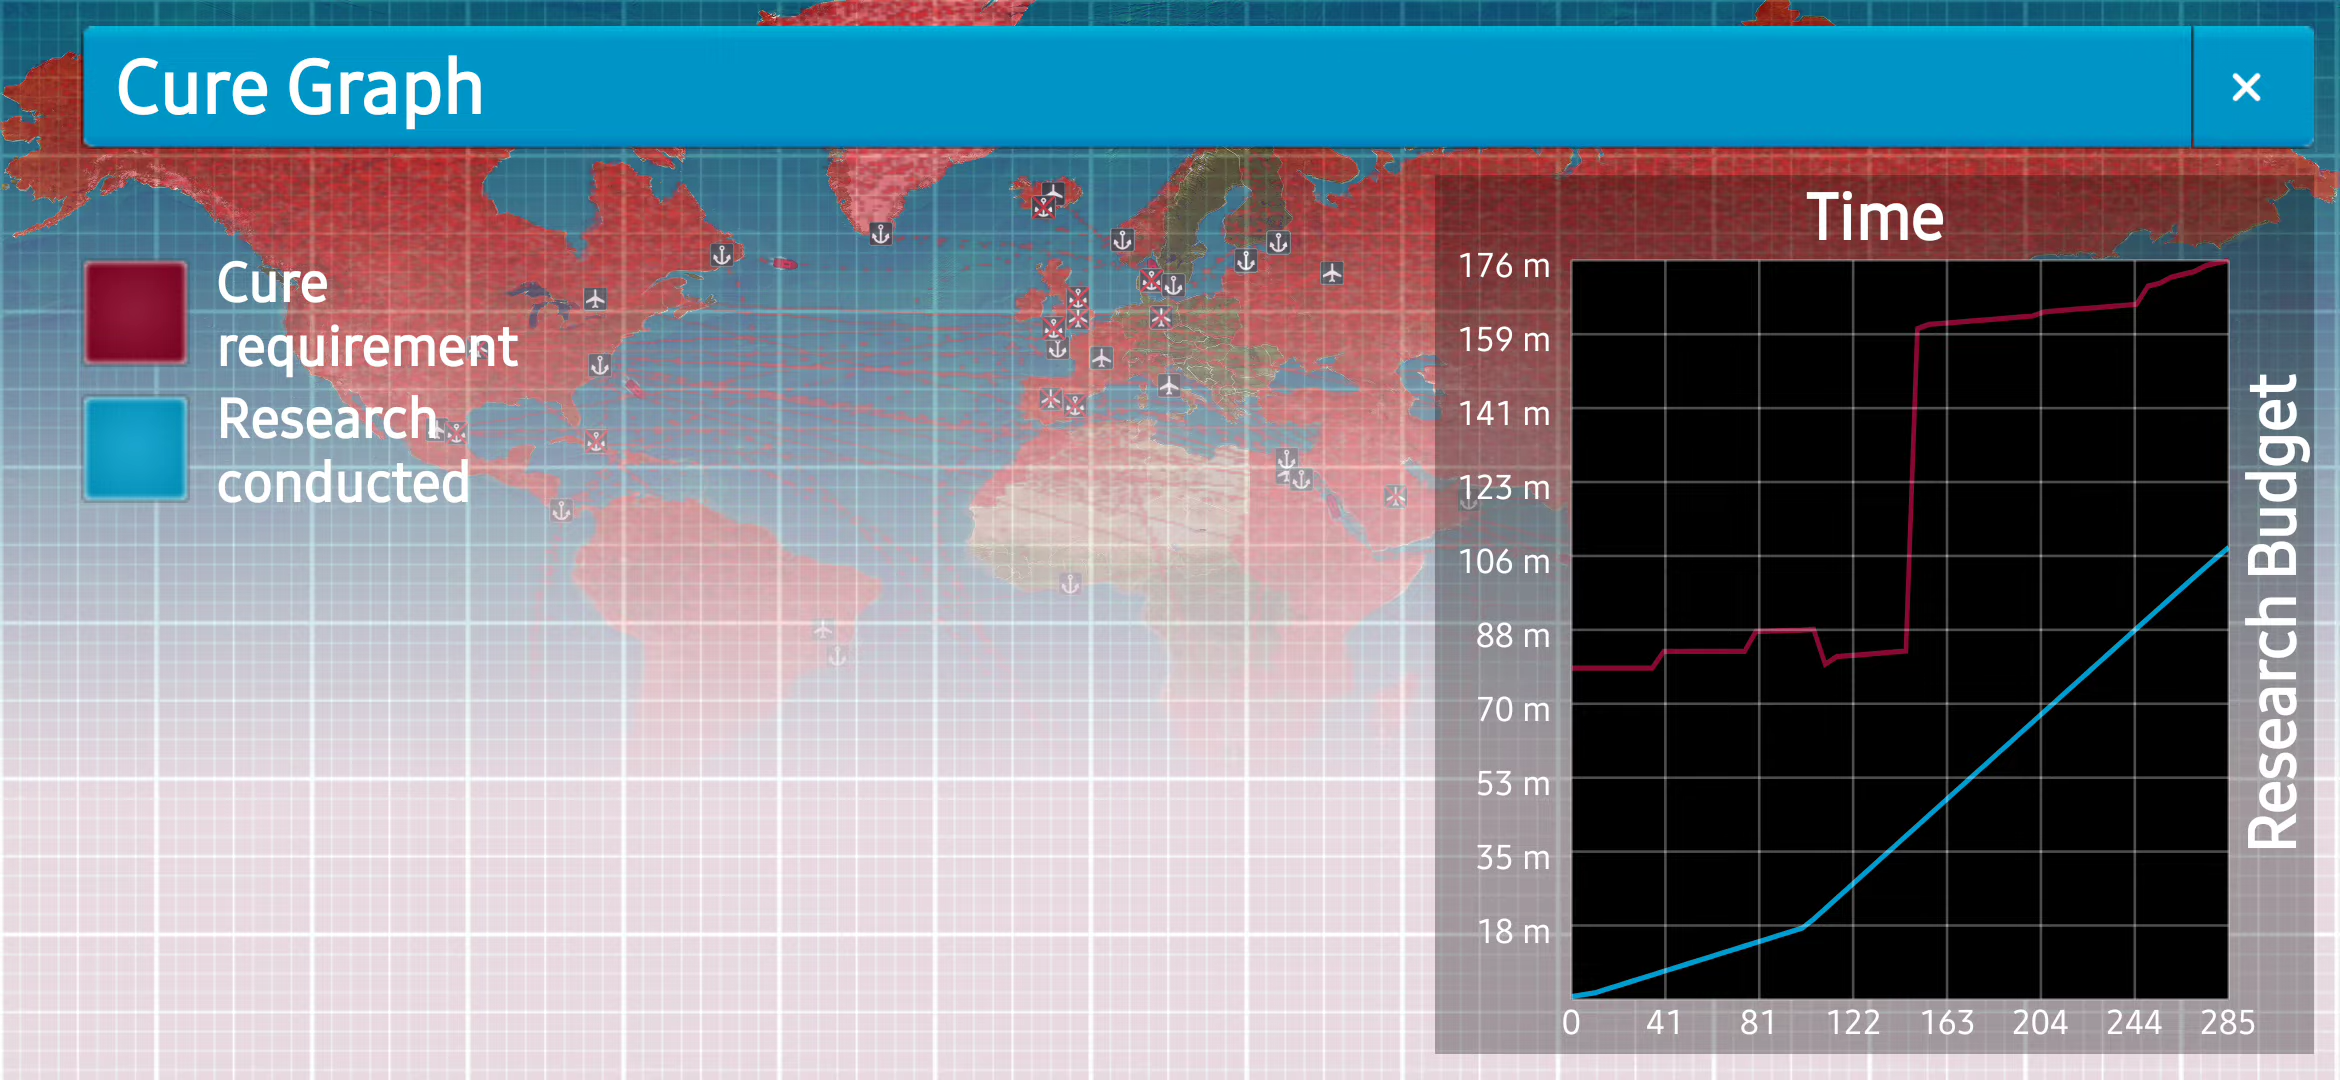 Cure Graph
Cure
requirement
Research
conducted
Time
176 m
159 m
141 m
123 m
106 m
88 m
70 m
53 m
35 m
18 m
0 41 81 122 163 204 244 285
Research Budget